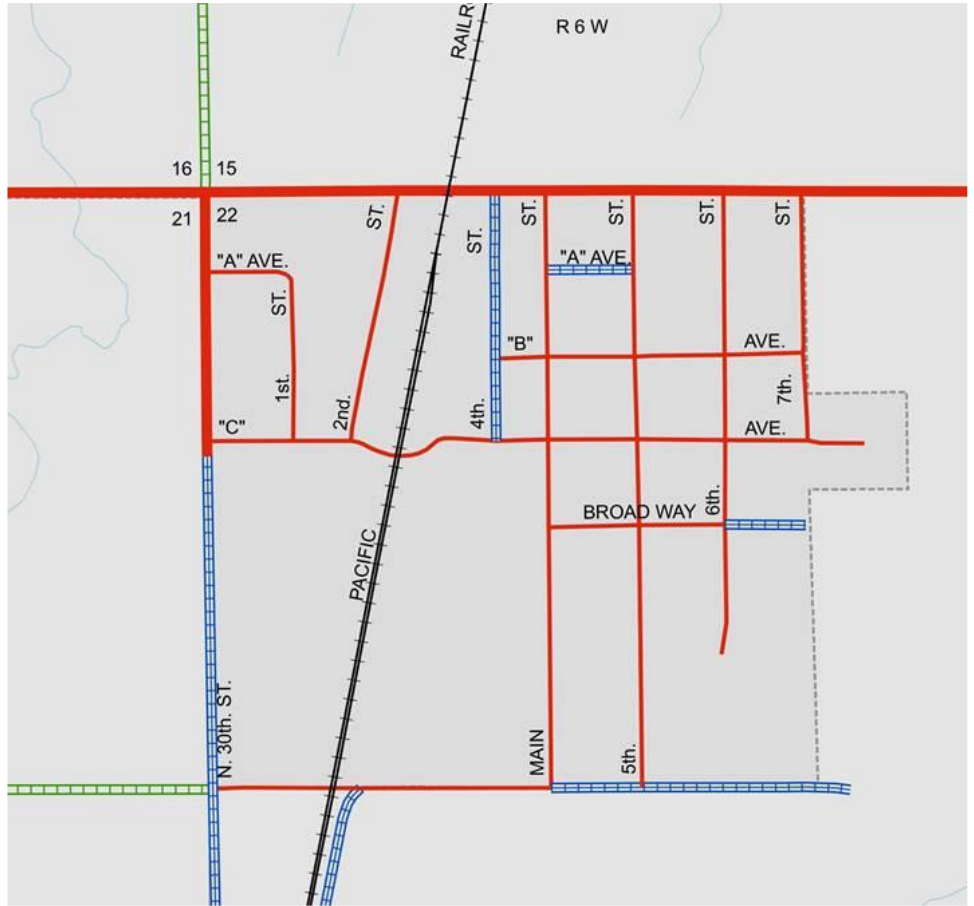 R 6 W
RAILR
16 15
21 22
ST.
ST.
ST.
ST.
ST.
ST.
"A" AVE.
"A" AVE.
ST.
"B" AVE.
1st.
2nd.
4th.
7th.
"C" AVE.
6th.
BROAD WAY
PACIFIC
N. 30th. ST.
MAIN
5th.